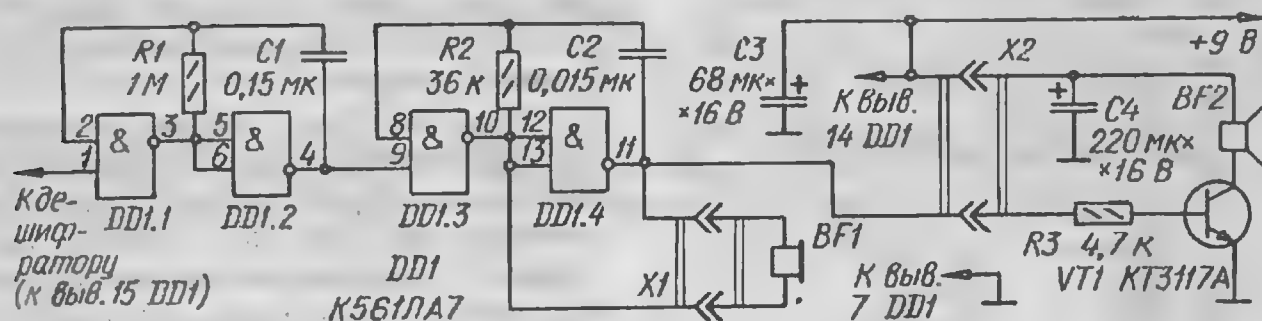 R1
1М
C1
0,15 мк
2
1
&
3
5
6
&
4
DD1.1
DD1.2
К де-
шиф-
ратору
(к выв. 15 DD1)
R2
36 к
C2
0,015 мк
8
9
&
10
12
13
&
11
DD1.3
DD1.4
DD1
К561ЛА7
X1
BF1
C3
68 мк×
×16 В
К выв.
14 DD1
X2
+9 В
C4
220 мк×
×16 В
BF2
R3 4,7 к
VT1 КТ3117А
К выв.
7 DD1